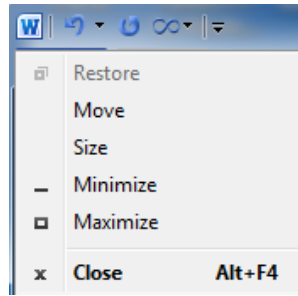 W
Restore
Move
Size
Minimize
Maximize
x Close Alt+F4